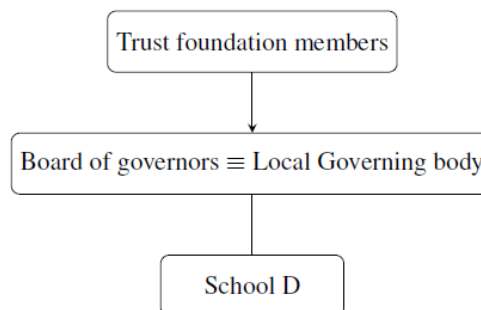 Trust foundation members
Board of governors ≡ Local Governing body
School D